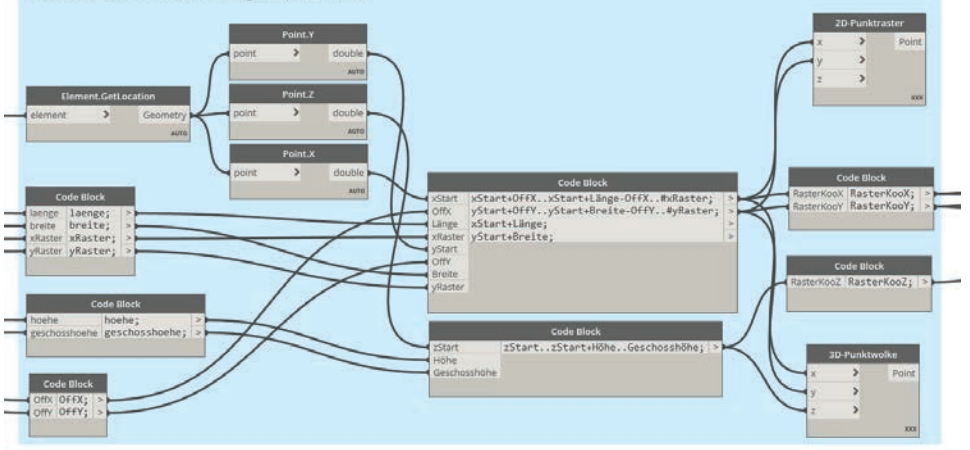 Point.Y
point > double
AUTO
Element.GetLocation
element > Geometry
AUTO
Point.Z
point > double
AUTO
Point.X
point > double
AUTO
Code Block
laenge laenge; >
breite breite; >
xRaster xRaster; >
yRaster yRaster; >
Code Block
hoehe hoehe; >
geschosshoehe geschosshoehe; >
Code Block
OffX OffX; >
OffY OffY; >
Code Block
xStart xStart+OffX..xStart+Länge-OffX..#xRaster; >
OffX yStart+OffY..yStart+Breite-OffY..#yRaster; >
Länge xStart+Länge; >
xRaster yStart+Breite; >
yStart
OffY
Breite
yRaster
Code Block
zStart zStart..zStart+Höhe..Geschosshöhe; >
Höhe
Geschosshöhe
2D-Punktraster
x > Point
y >
z >
xxx
Code Block
RasterKooX RasterKooX; >
RasterKooY RasterKooY; >
Code Block
RasterKooZ RasterKooZ; >
3D-Punktwolke
x > Point
y >
z >
xxx